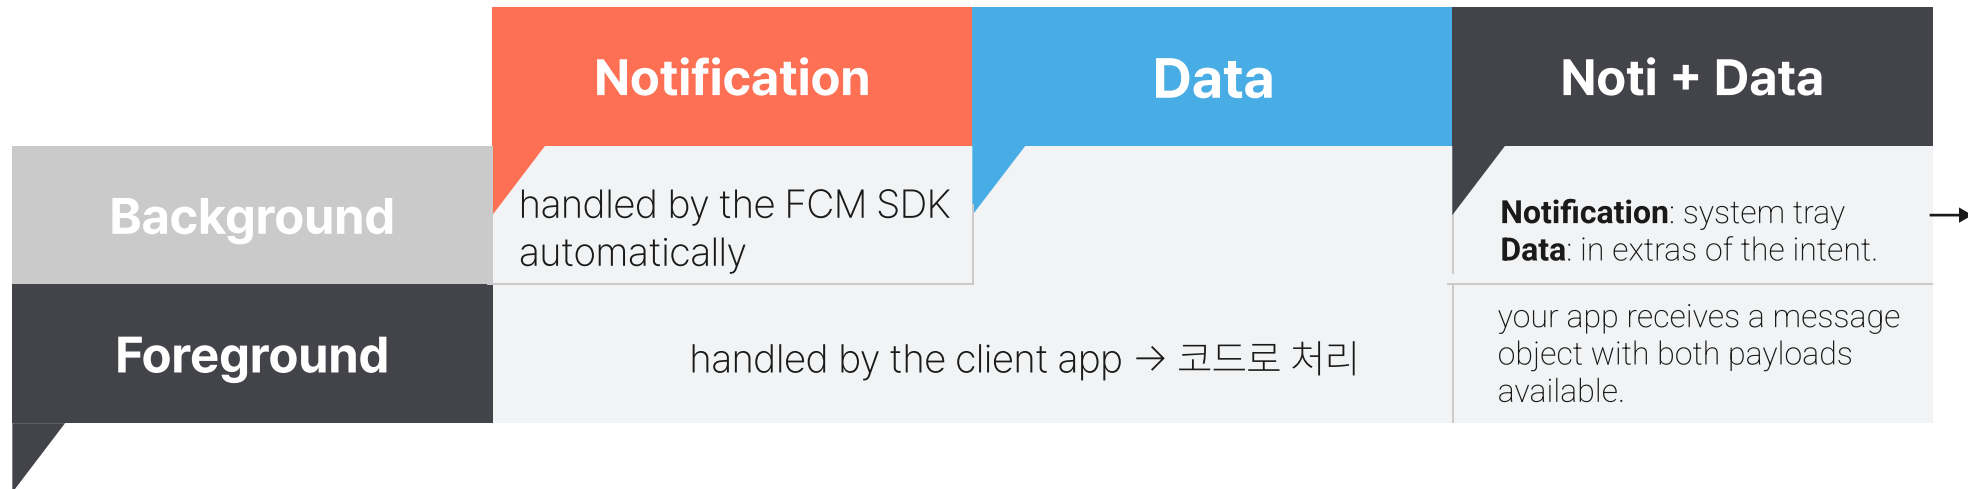 Notification
Data
Noti + Data
Background
handled by the FCM SDK
automatically
Notification: system tray
Data: in extras of the intent.
Foreground
handled by the client app → 코드로 처리
your app receives a message
object with both payloads
available.